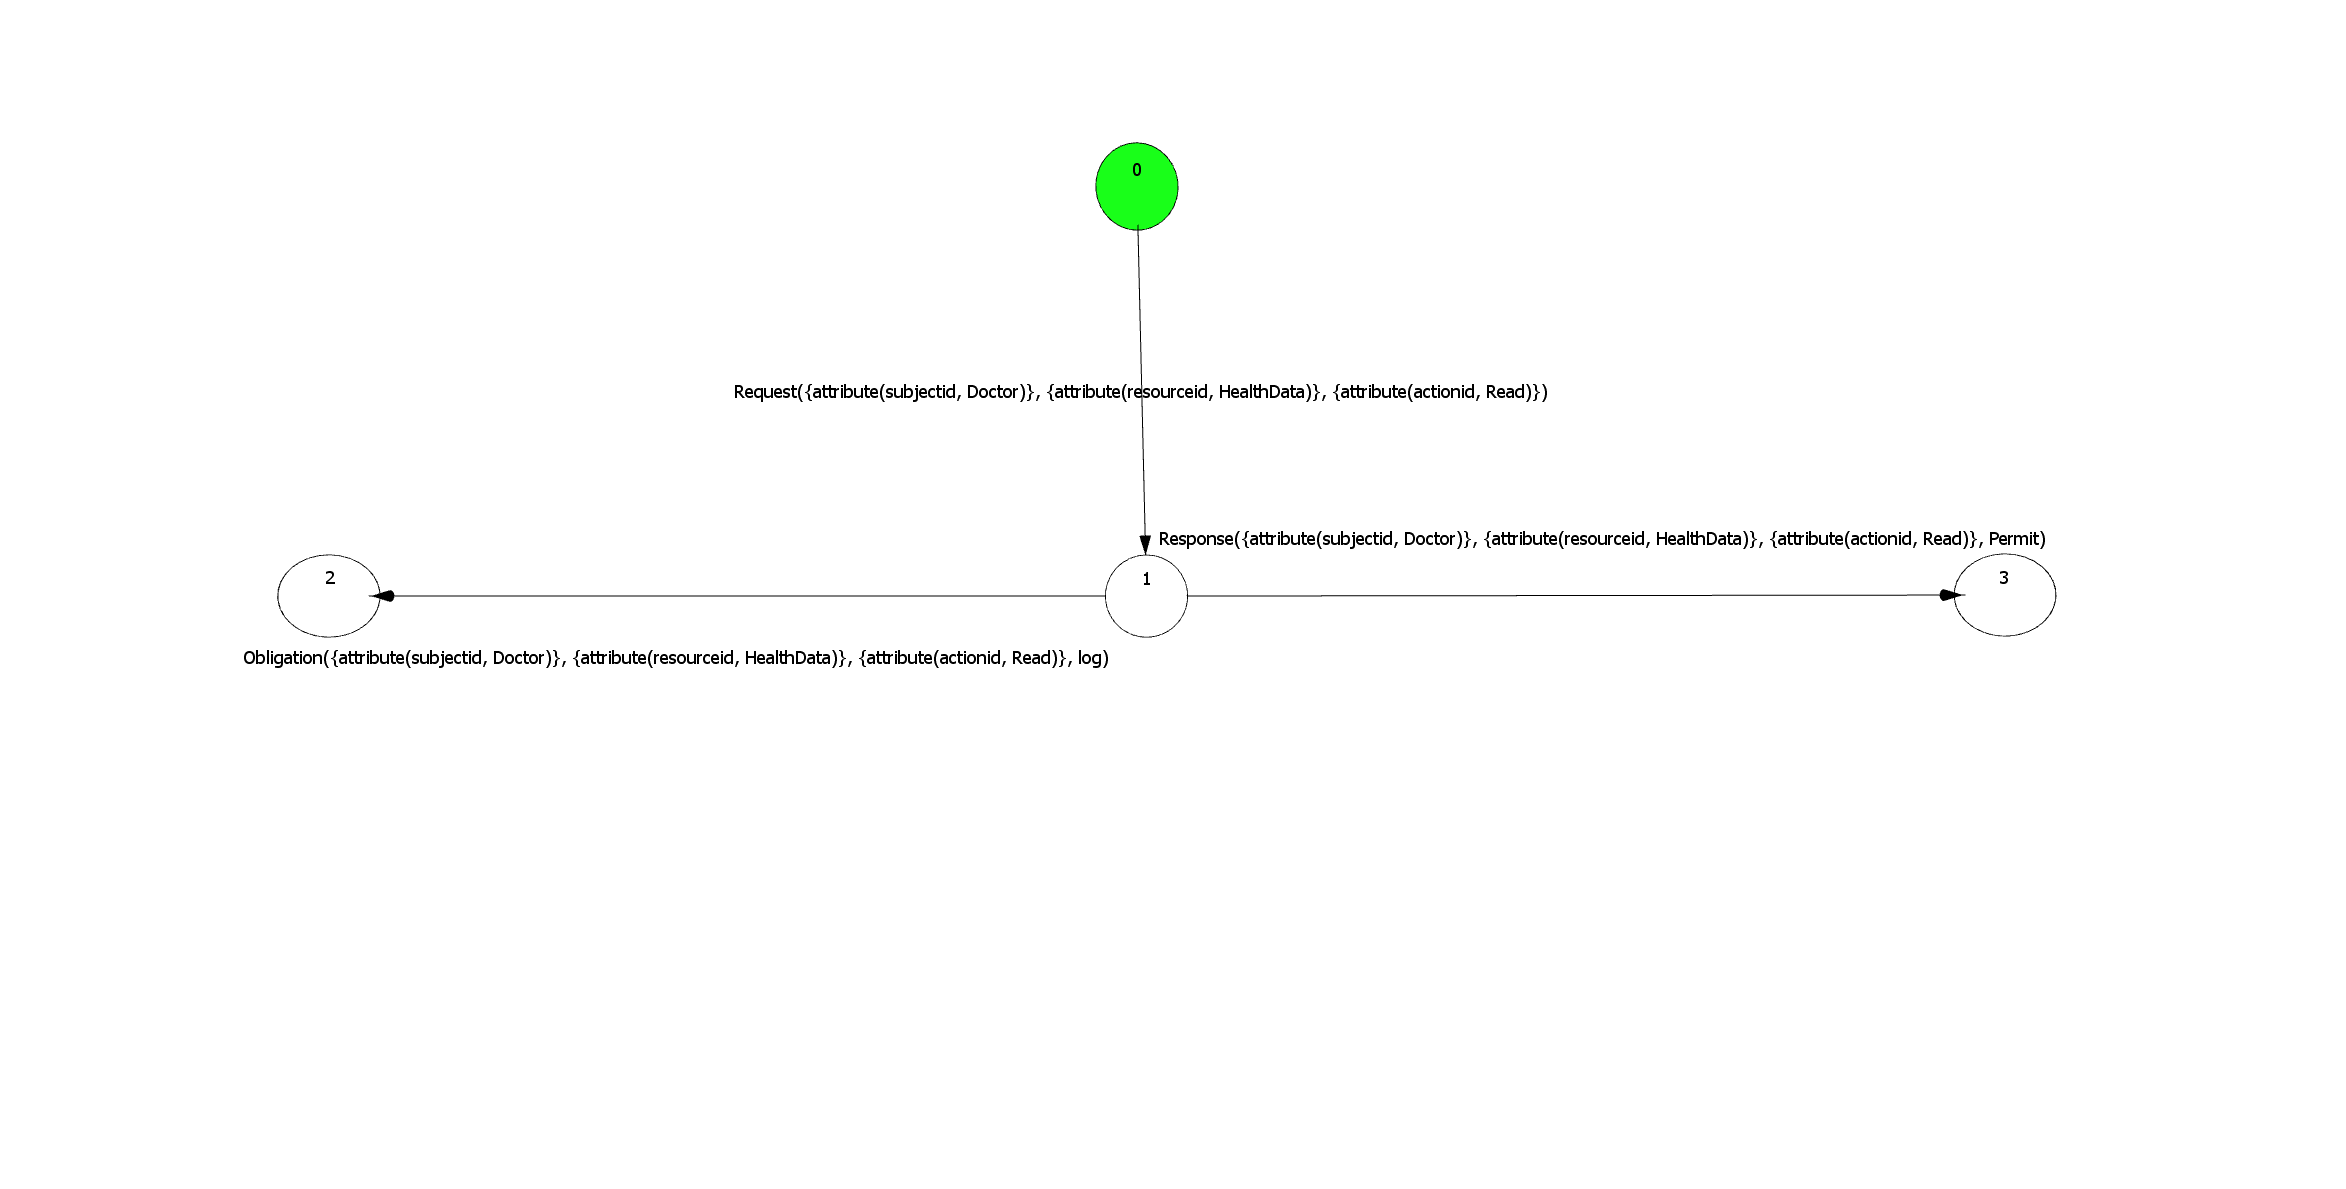 0
Request({attribute(subjectid, Doctor)}, {attribute(resourceid, HealthData)}, {attribute(actionid, Read)})
Response({attribute(subjectid, Doctor)}, {attribute(resourceid, HealthData)}, {attribute(actionid, Read)}, Permit)
2
1
3
Obligation({attribute(subjectid, Doctor)}, {attribute(resourceid, HealthData)}, {attribute(actionid, Read)}, log)